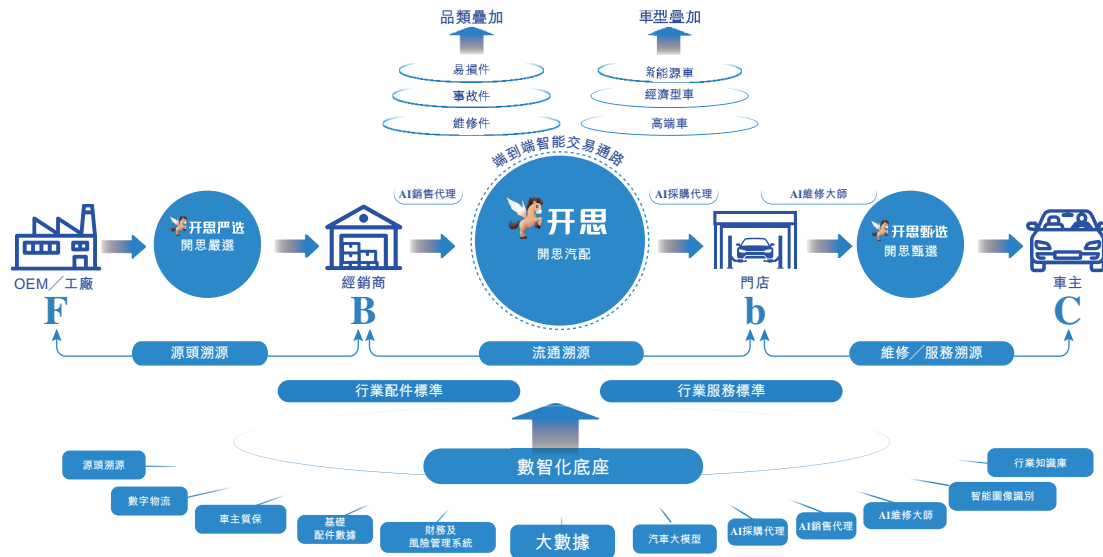 品類疊加
車型疊加
易損件
事故件
維修件
新能源車
經濟型車
高端車
端到端智能交易通路
AI銷售代理
AI採購代理
AI維修大師
开思严选
開思嚴選
开思
開思汽配
开思甄选
開思甄選
OEM／工廠
經銷商
門店
車主
F
B
b
C
源頭溯源
流通溯源
維修／服務溯源
行業配件標準
行業服務標準
數智化底座
源頭溯源
數字物流
車主質保
基礎
配件數據
財務及
風險管理系統
大數據
汽車大模型
AI採購代理
AI銷售代理
AI維修大師
智能圖像識別
行業知識庫